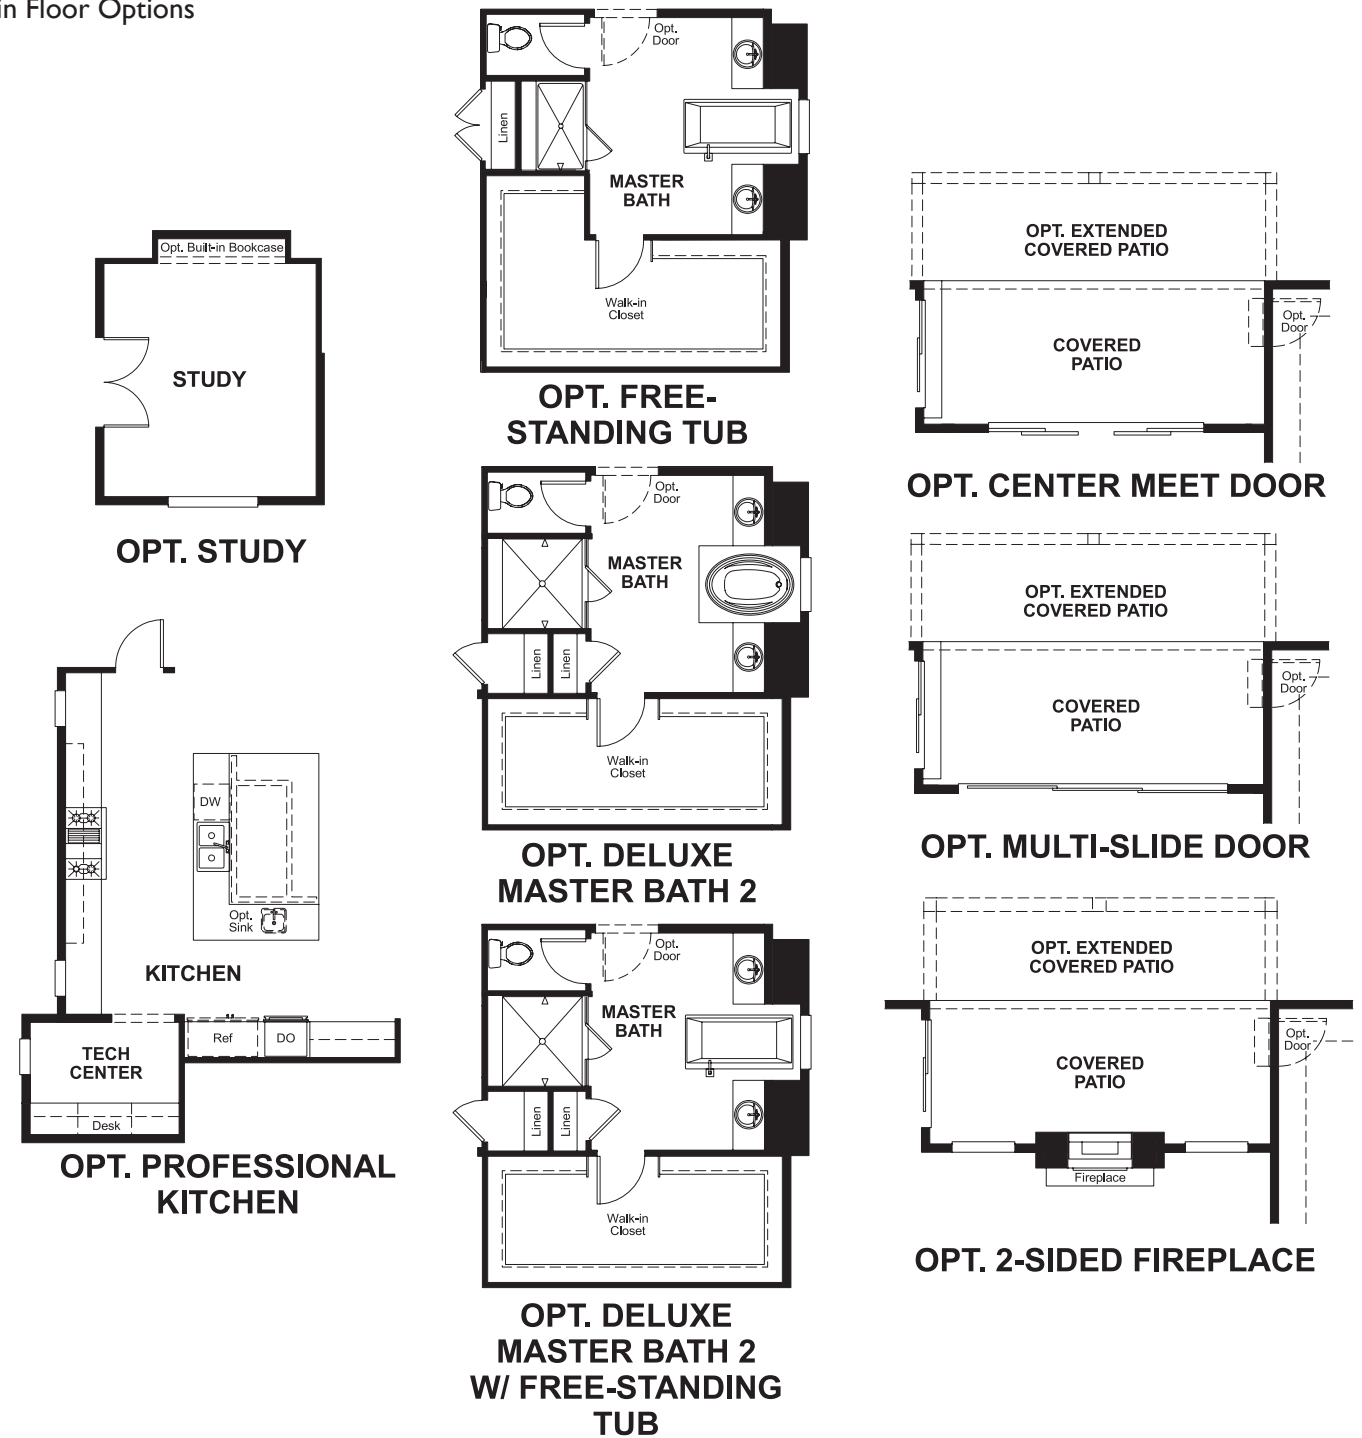 in Floor Options
Opt. Built-in Bookcase
STUDY
OPT. STUDY
DW
Opt.
Sink
KITCHEN
Ref
DO
TECH
CENTER
Desk
OPT. PROFESSIONAL
KITCHEN
Opt.
Door
Linen
MASTER
BATH
Walk-in
Closet
OPT. FREE-
STANDING TUB
Opt.
Door
MASTER
BATH
Linen
Linen
Walk-in
Closet
OPT. DELUXE
MASTER BATH 2
Opt.
Door
MASTER
BATH
Linen
Linen
Walk-in
Closet
OPT. DELUXE
MASTER BATH 2
W/ FREE-STANDING
TUB
OPT. EXTENDED
COVERED PATIO
Opt.
Door
COVERED
PATIO
OPT. CENTER MEET DOOR
OPT. EXTENDED
COVERED PATIO
Opt.
Door
COVERED
PATIO
OPT. MULTI-SLIDE DOOR
OPT. EXTENDED
COVERED PATIO
Opt.
Door
COVERED
PATIO
Fireplace
OPT. 2-SIDED FIREPLACE